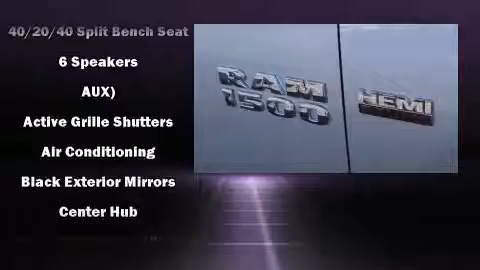 40/20/40 Split Bench Seat
6 Speakers
AUX)
Active Grille Shutters
Air Conditioning
Black Exterior Mirrors
Center Hub
RAM
1500
HEMI